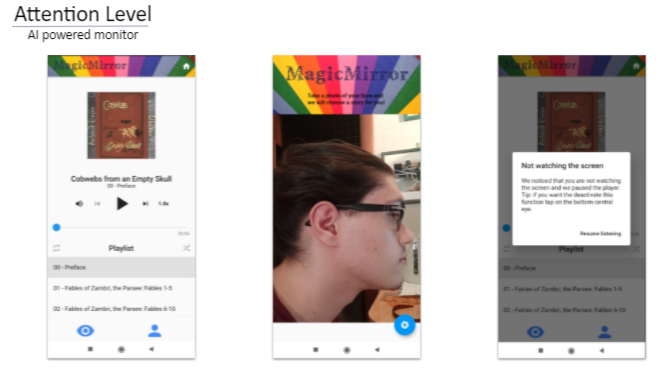 Attention Level
AI powered monitor
MagicMirror
Cobwebs from an Empty Skull
00 - Preface
1.0x
Playlist
00 - Preface
01 - Fables of Zambri, the Parsee: Fables 1-5
02 - Fables of Zambri, the Parsee: Fables 6-10
MagicMirror
Take a photo of your face and
we will choose a story for you!
MagicMirror
Not watching the screen
We noticed that you are not watching
the screen and we paused the player.
Tip: if you want the deactivate this
function tap on the bottom central
eye.
Resume listening
Playlist
00 - Preface
01 - Fables of Zambri, the Parsee: Fables 1-5
02 - Fables of Zambri, the Parsee: Fables 6-10